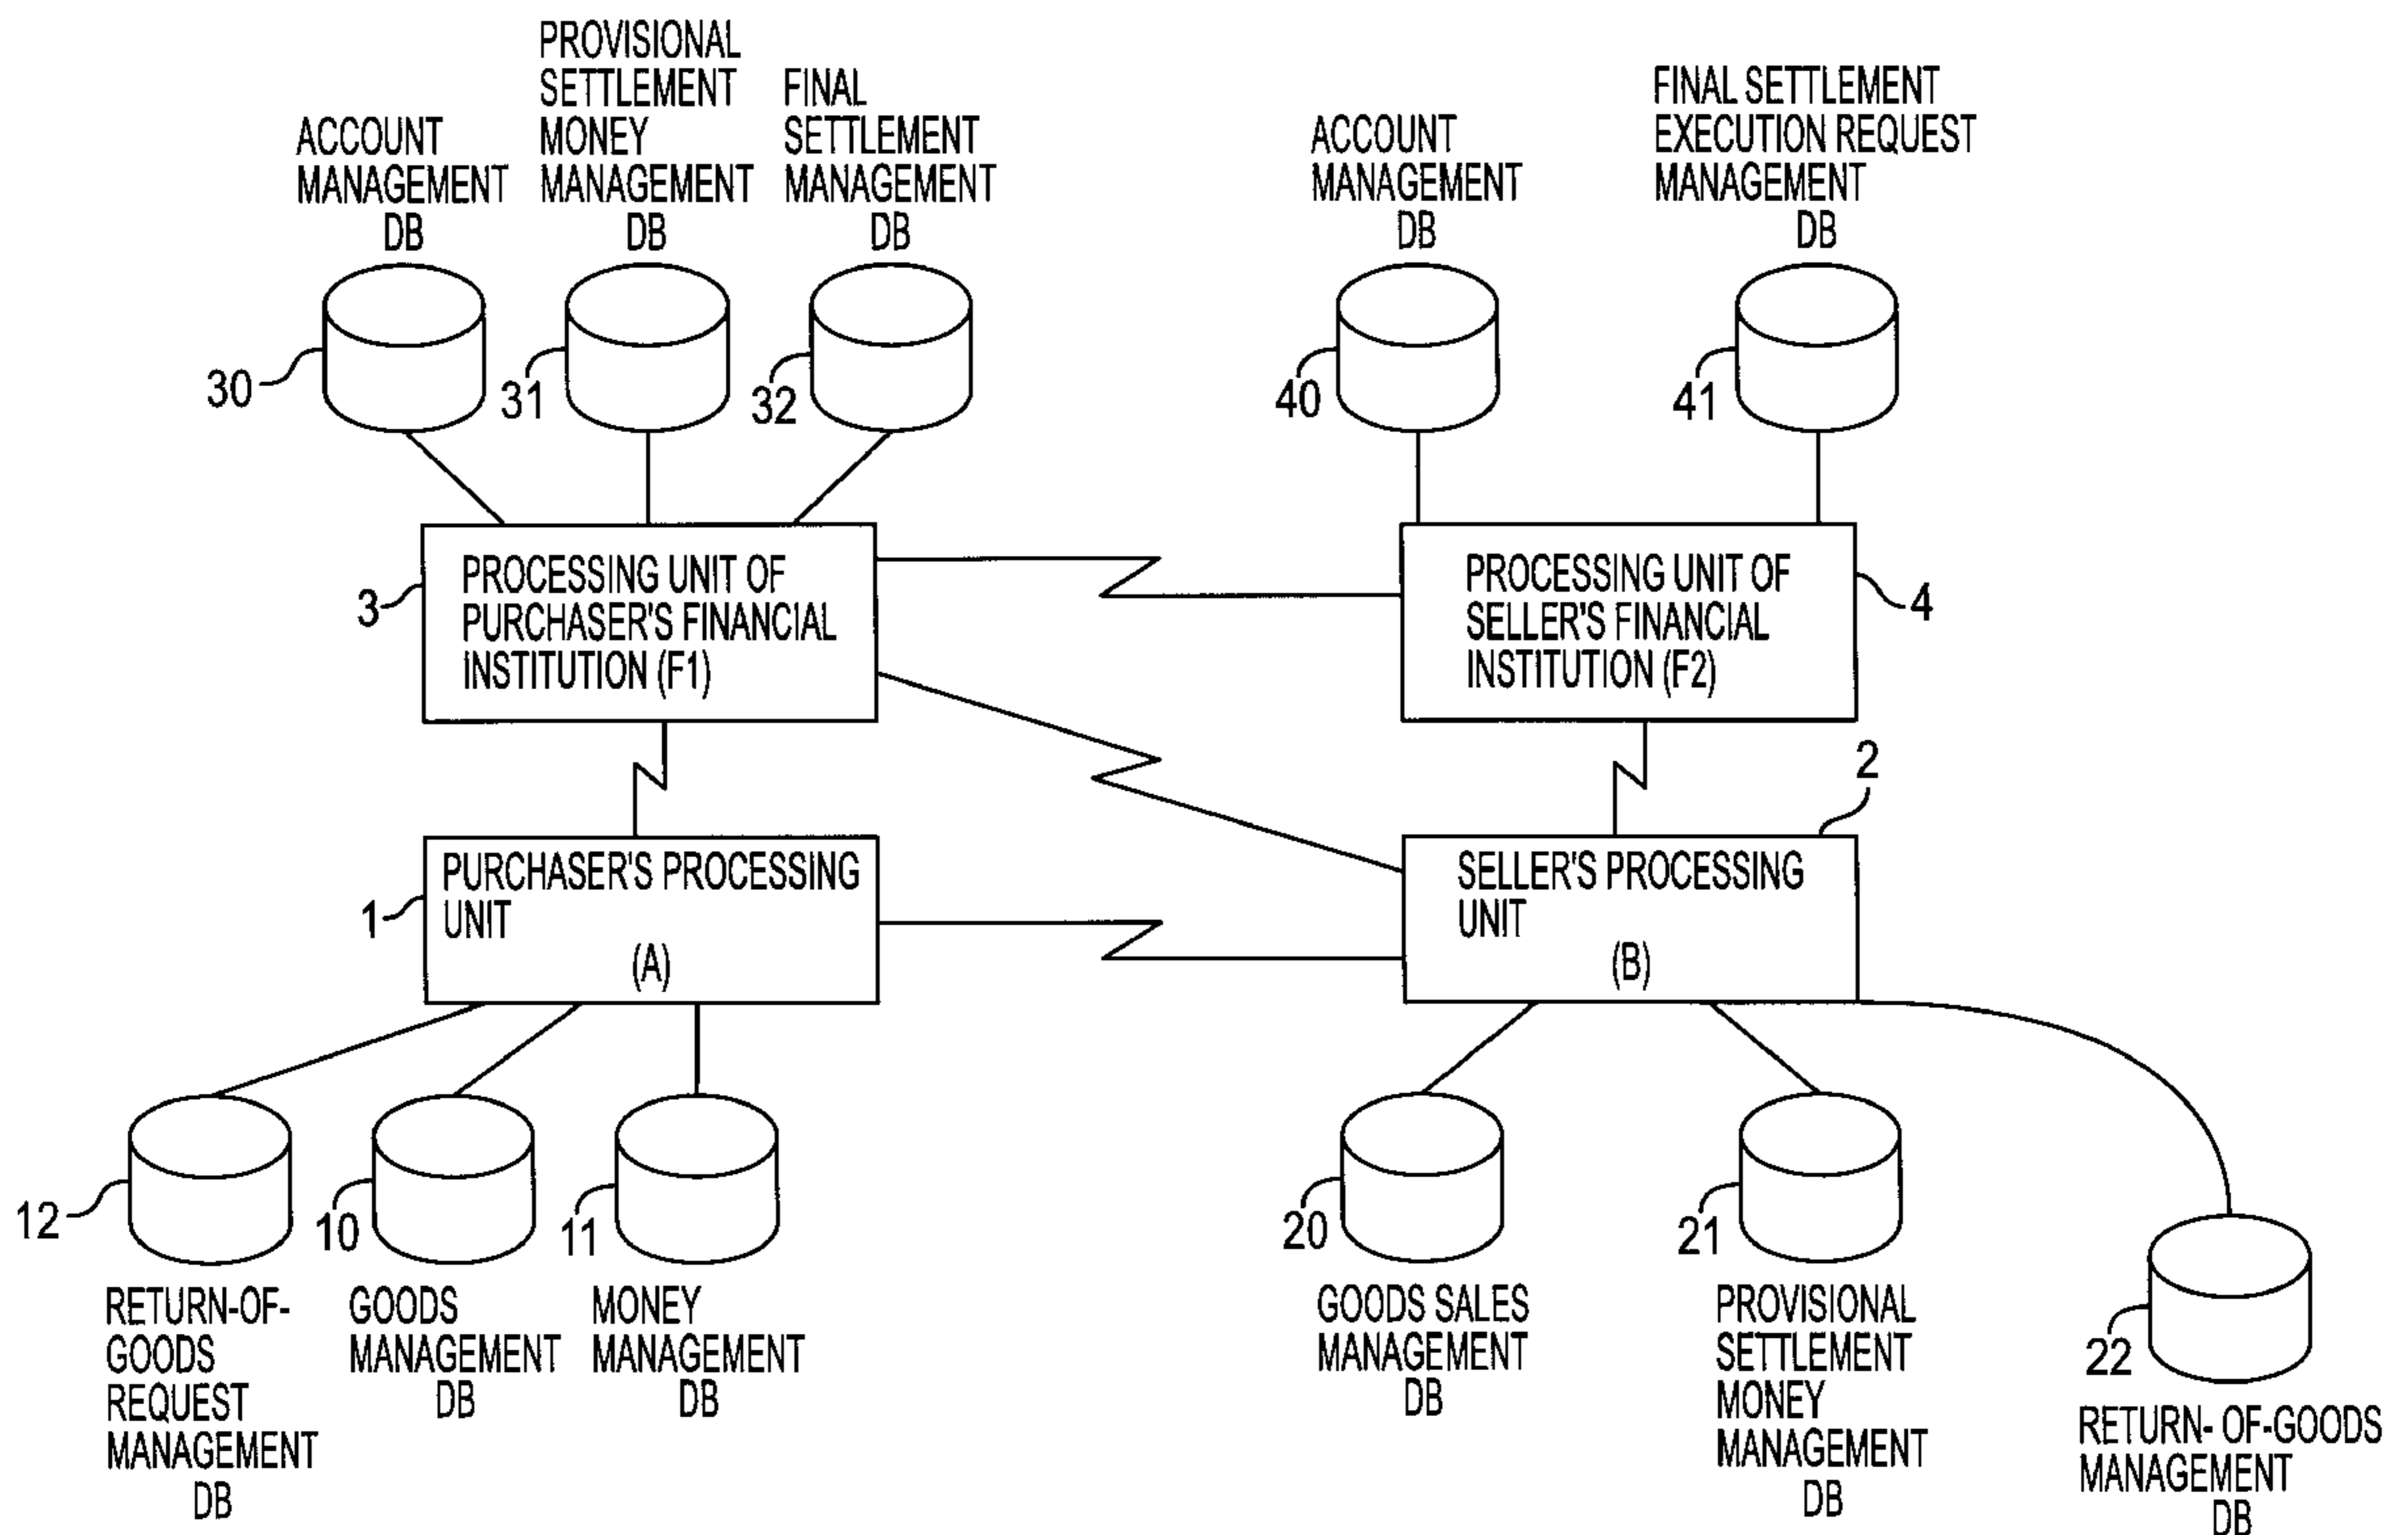 PROVISIONAL
SETTLEMENT
MONEY
MANAGEMENT
DB
FINAL
SETTLEMENT
MANAGEMENT
DB
ACCOUNT
MANAGEMENT
DB
FINAL SETTLEMENT
EXECUTION REQUEST
MANAGEMENT
DB
ACCOUNT
MANAGEMENT
DB
30
31
32
40
41
PROCESSING UNIT OF
PURCHASER'S FINANCIAL
INSTITUTION (F1)
3
PROCESSING UNIT OF
SELLER'S FINANCIAL
INSTITUTION (F2)
4
2
PURCHASER'S PROCESSING
UNIT
(A)
1
SELLER'S PROCESSING
UNIT
(B)
12
10
11
20
21
22
RETURN-OF-
GOODS
REQUEST
MANAGEMENT
DB
GOODS
MANAGEMENT
DB
MONEY
MANAGEMENT
DB
GOODS SALES
MANAGEMENT
DB
PROVISIONAL
SETTLEMENT
MONEY
MANAGEMENT
DB
RETURN- OF-GOODS
MANAGEMENT
DB